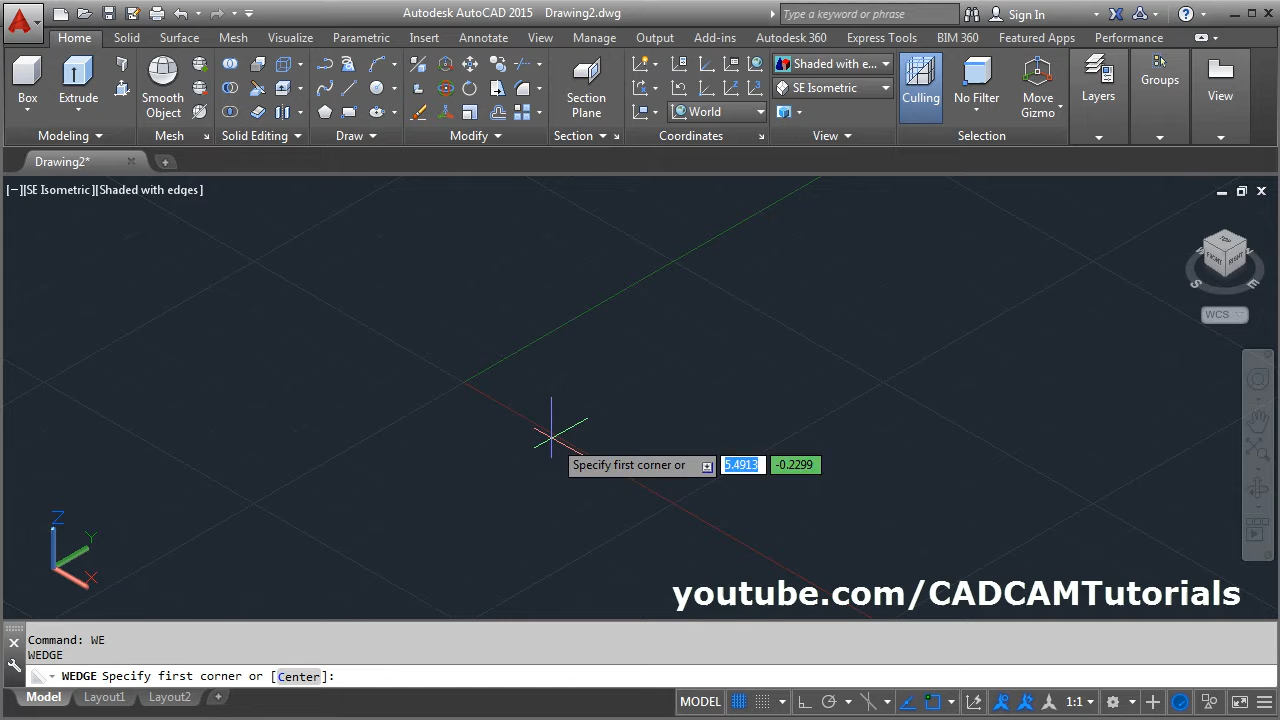 Autodesk AutoCAD 2015 Drawing2.dwg
Type a keyword or phrase
Sign In
Home Solid Surface Mesh Visualize Parametric Insert Annotate View Manage Output Add-ins Autodesk 360 Express Tools BIM 360 Featured Apps Performance
Box
Extrude
Smooth
Object
Section
Plane
World
Shaded with e...
SE Isometric
Culling
No Filter
Move
Gizmo
Layers
Groups
View
Modeling Mesh Solid Editing Draw Modify Section Coordinates View Selection
Drawing2*
[−][SE Isometric][Shaded with edges]
TOP
FRONT
RIGHT
S
E
WCS
Specify first corner or 5.4913 -0.2299
Z
Y
X
youtube.com/CADCAMTutorials
Command: WE
WEDGE
WEDGE Specify first corner or [Center]:
Model Layout1 Layout2 MODEL 1:1